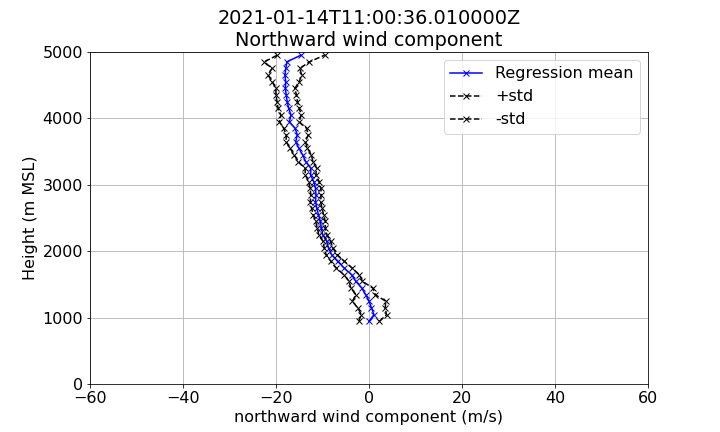 2021-01-14T11:00:36.010000Z
Northward wind component
Regression mean
+std
-std
Height (m MSL)
5000
4000
3000
2000
1000
0
−60 −40 −20 0 20 40 60
northward wind component (m/s)